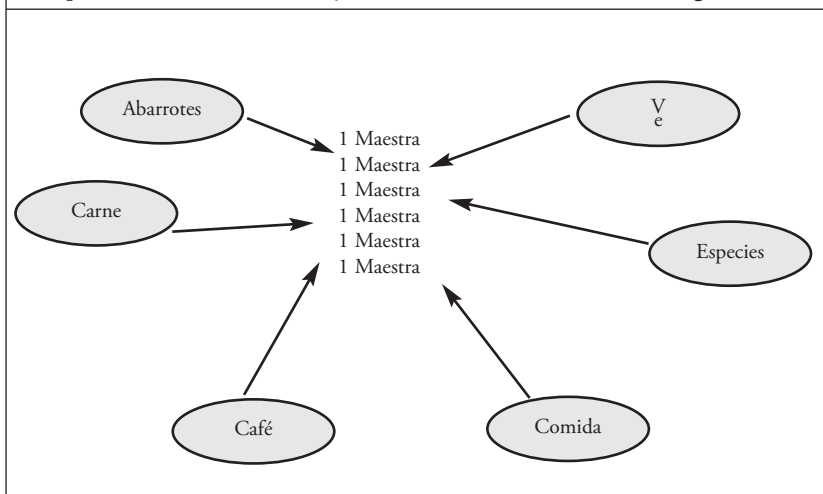 Abarrotes
V
e
1 Maestra
1 Maestra
1 Maestra
1 Maestra
1 Maestra
1 Maestra
Carne
Especies
Café
Comida